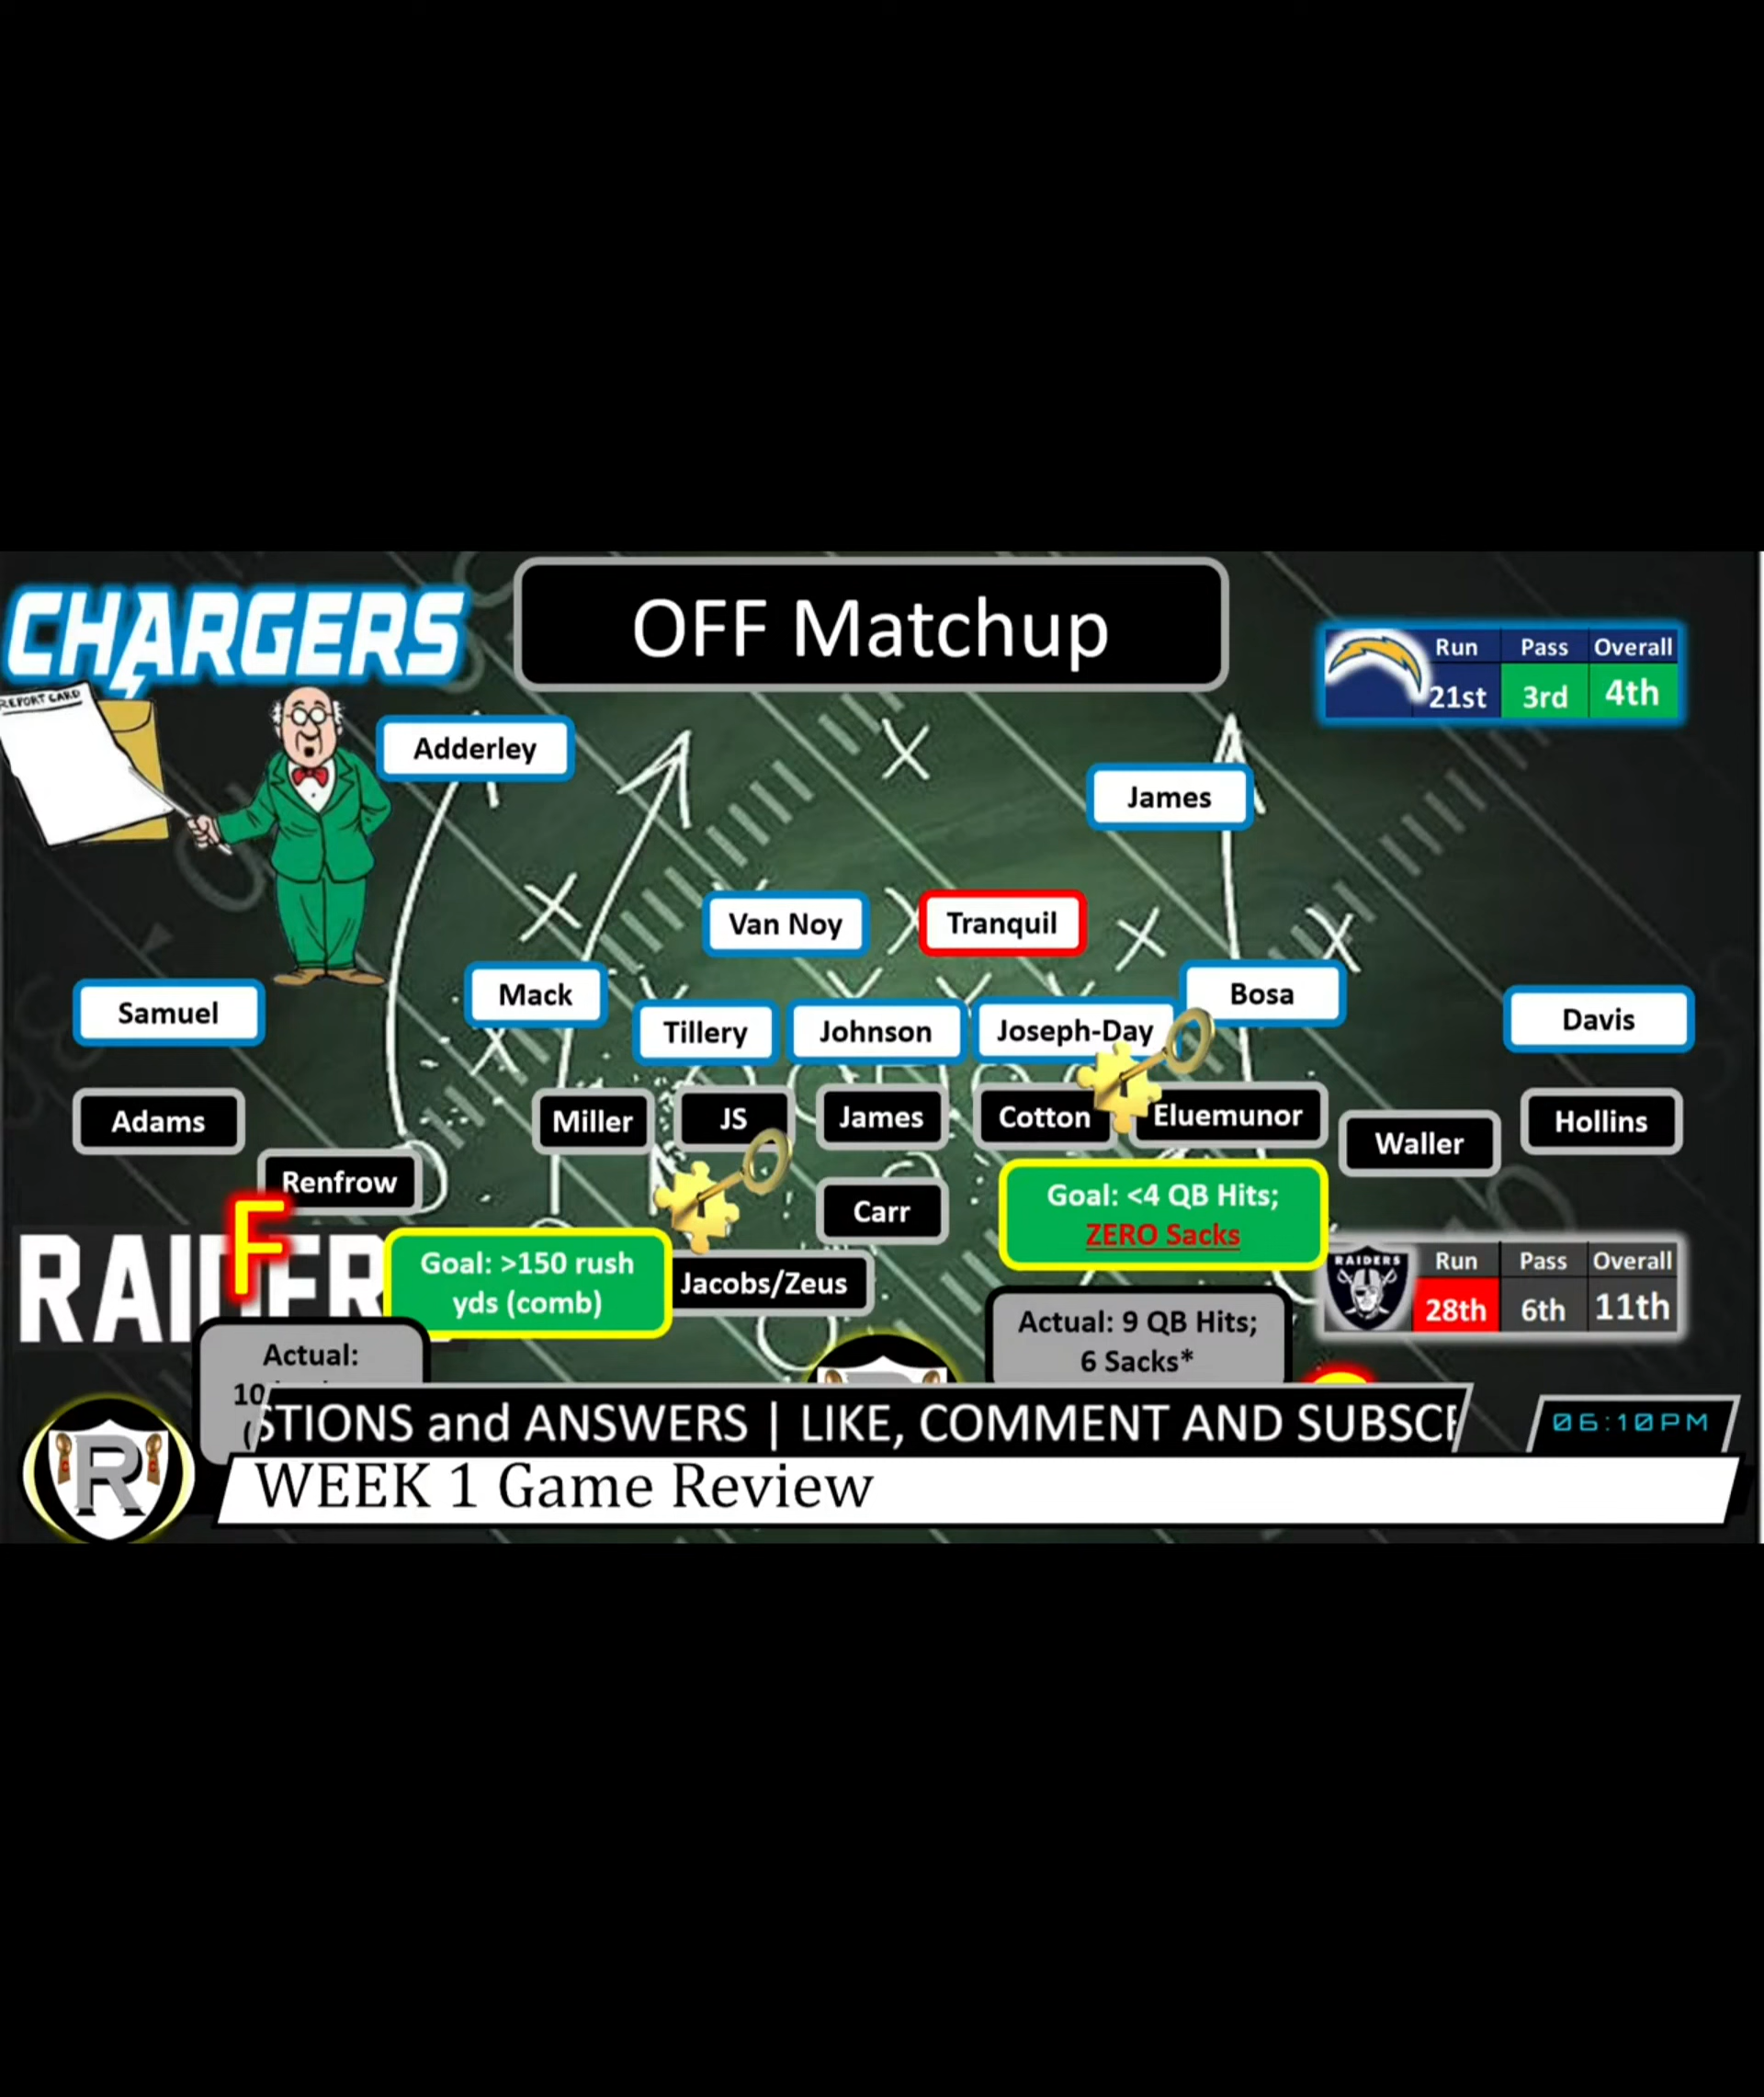 OFF Matchup
CHARGERS
Run Pass Overall
21st 3rd 4th
REPORT CARD
Adderley
James
Van Noy Tranquil
Mack Bosa
Samuel Davis
Tillery Johnson Joseph-Day
Adams Miller JS James Cotton Eluemunor Hollins
Waller
Renfrow
Carr
Goal: <4 QB Hits;
ZERO Sacks
F
Goal: >150 rush
yds (comb)
Jacobs/Zeus
RAIDERS
Run Pass Overall
28th 6th 11th
Actual: 9 QB Hits;
6 Sacks*
Actual:
10
(
STIONS and ANSWERS | LIKE, COMMENT AND SUBSCR
06:10PM
R
WEEK 1 Game Review